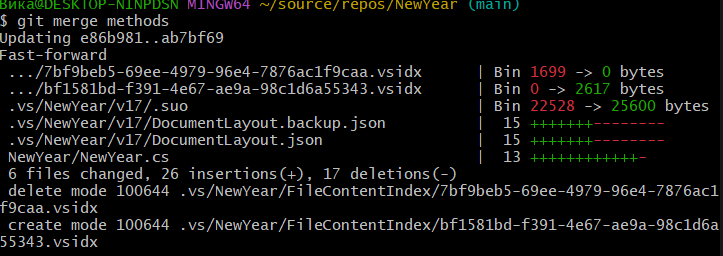 Вика@DESKTOP-NINPDSN MINGW64 ~/source/repos/NewYear (main)
$ git merge methods
Updating e86b981..ab7bf69
Fast-forward
.../7bf9beb5-69ee-4979-96e4-7876ac1f9caa.vsidx | Bin 1699 -> 0 bytes
.../bf1581bd-f391-4e67-ae9a-98c1d6a55343.vsidx | Bin 0 -> 2617 bytes
.vs/NewYear/v17/.suo | Bin 22528 -> 25600 bytes
.vs/NewYear/v17/DocumentLayout.backup.json | 15 +++++++--------
.vs/NewYear/v17/DocumentLayout.json | 15 +++++++--------
NewYear/NewYear.cs | 13 ++++++++++++-
6 files changed, 26 insertions(+), 17 deletions(-)
delete mode 100644 .vs/NewYear/FileContentIndex/7bf9beb5-69ee-4979-96e4-7876ac1
f9caa.vsidx
create mode 100644 .vs/NewYear/FileContentIndex/bf1581bd-f391-4e67-ae9a-98c1d6a
55343.vsidx